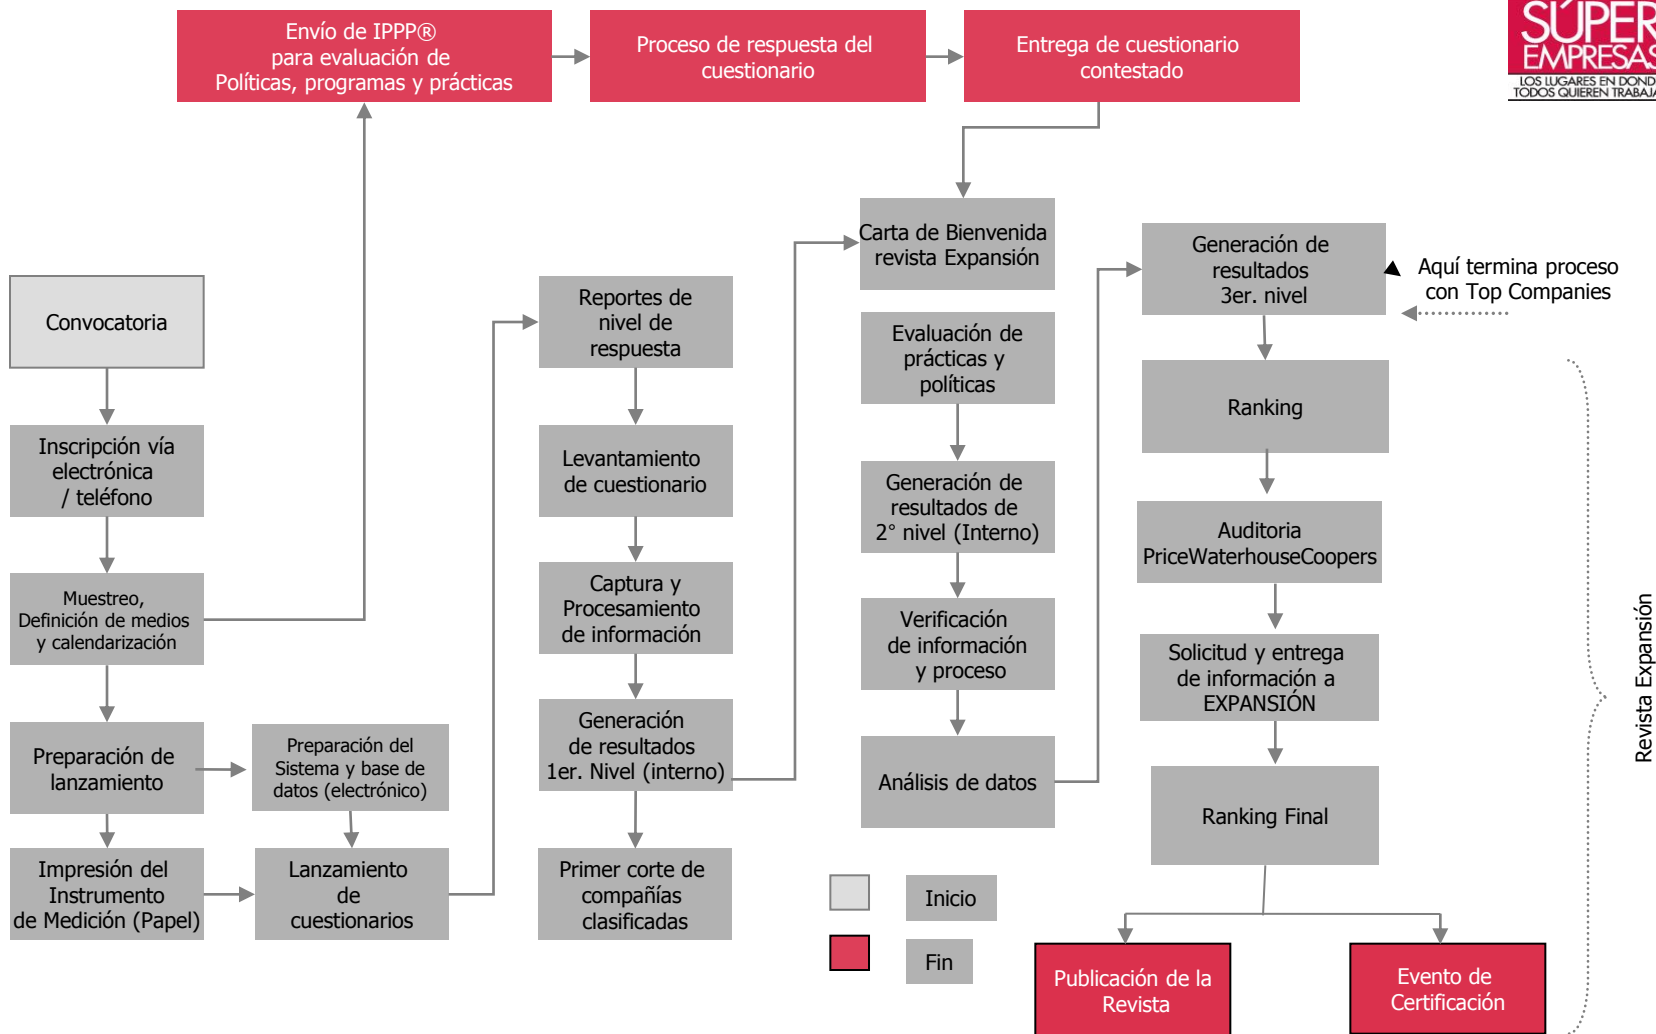 Envío de IPPP®
para evaluación de
Políticas, programas y prácticas
Proceso de respuesta del
cuestionario
Entrega de cuestionario
contestado
SÚPER
EMPRESAS
LOS LUGARES EN DOND
TODOS QUIEREN TRABAJA
Convocatoria
Inscripción vía
electrónica
/ teléfono
Muestreo,
Definición de medios
y calendarización
Preparación de
lanzamiento
Impresión del
Instrumento
de Medición (Papel)
Preparación del
Sistema y base de
datos (electrónico)
Lanzamiento
de
cuestionarios
Reportes de
nivel de
respuesta
Levantamiento
de cuestionario
Captura y
Procesamiento
de información
Generación
de resultados
1er. Nivel (interno)
Primer corte de
compañías
clasificadas
Carta de Bienvenida
revista Expansión
Evaluación de
prácticas y
políticas
Generación de
resultados de
2° nivel (Interno)
Verificación
de información
y proceso
Análisis de datos
Inicio
Fin
Generación de
resultados
3er. nivel
Aquí termina proceso
con Top Companies
Ranking
Auditoria
PriceWaterhouseCoopers
Solicitud y entrega
de información a
EXPANSIÓN
Ranking Final
Publicación de la
Revista
Evento de
Certificación
Revista Expansión